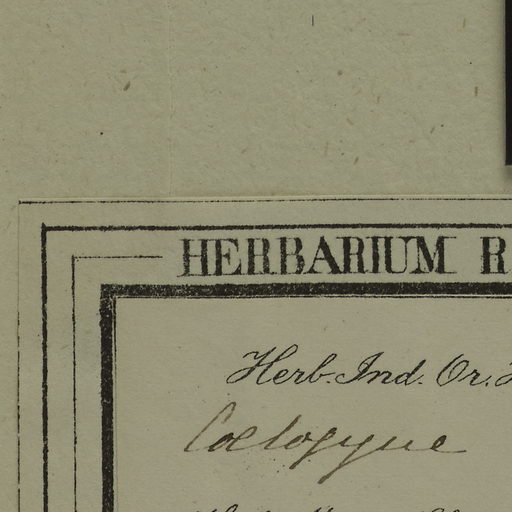 HERBARIUM R
Herb. Ind. Or.
Coelogyne